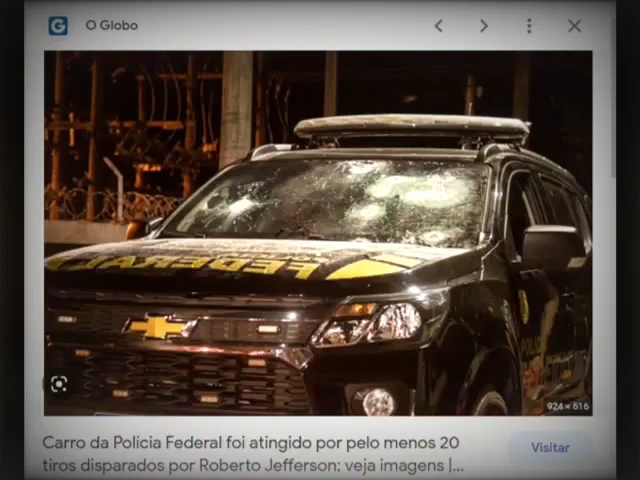 G O Globo
FEDERAL
POLÍCIA
924 × 616
Carro da Polícia Federal foi atingido por pelo menos 20
tiros disparados por Roberto Jefferson; veja imagens |...
Visitar